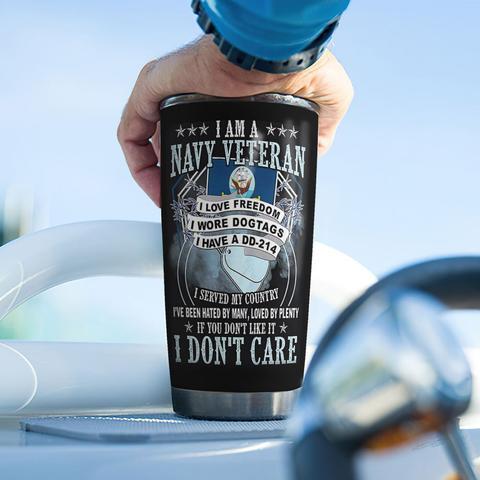 I AM A
NAVY VETERAN
I LOVE FREEDOM
I WORE DOGTAGS
I HAVE A DD-214
I SERVED MY COUNTRY
I'VE BEEN HATED BY MANY, LOVED BY PLENTY
IF YOU DON'T LIKE IT
I DON'T CARE